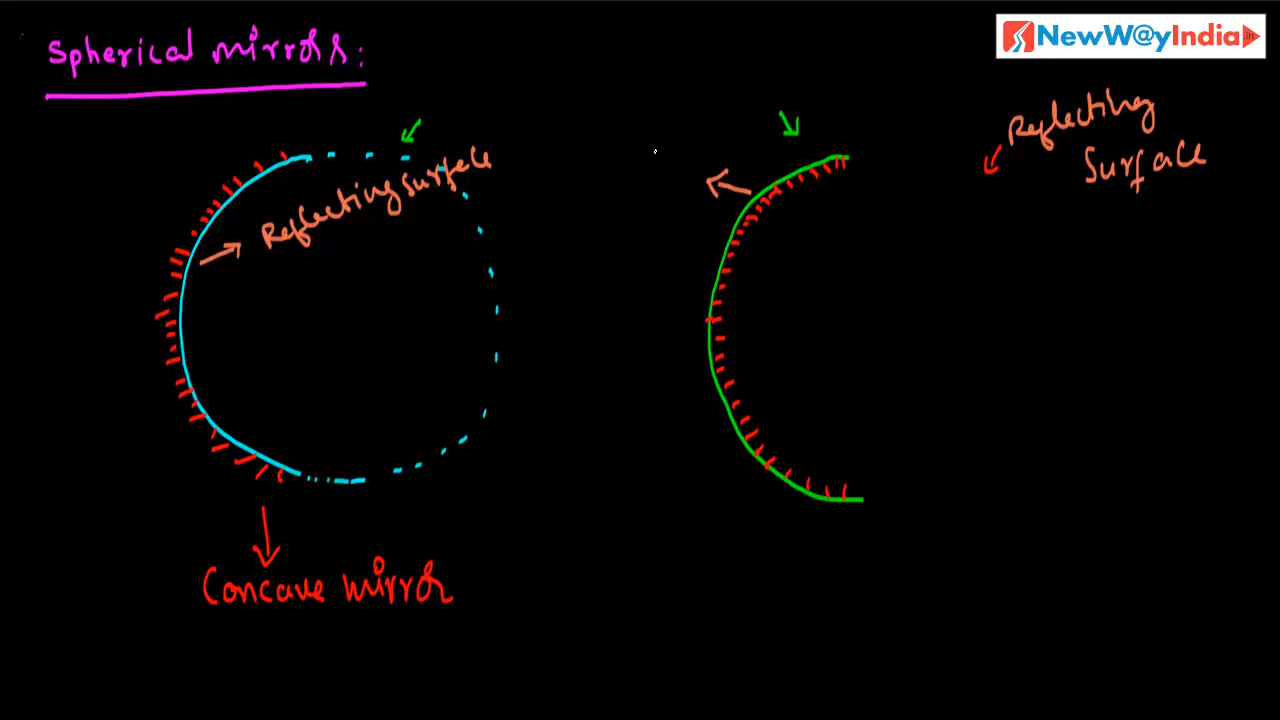 Spherical mirrors:
NewW@yIndia
.in
Reflecting
Surface
Reflecting surface
Concave mirror